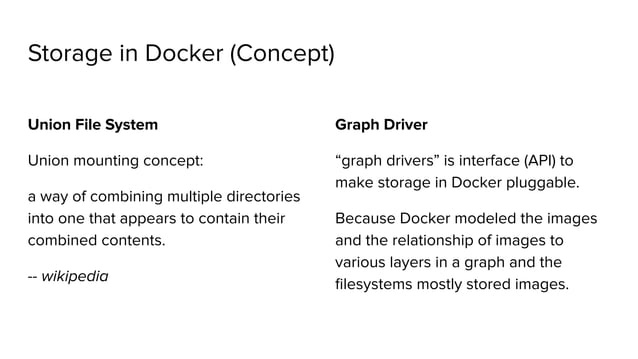 Storage in Docker (Concept)
Union File System
Union mounting concept:
a way of combining multiple directories
into one that appears to contain their
combined contents.
-- wikipedia
Graph Driver
“graph drivers” is interface (API) to
make storage in Docker pluggable.
Because Docker modeled the images
and the relationship of images to
various layers in a graph and the
filesystems mostly stored images.